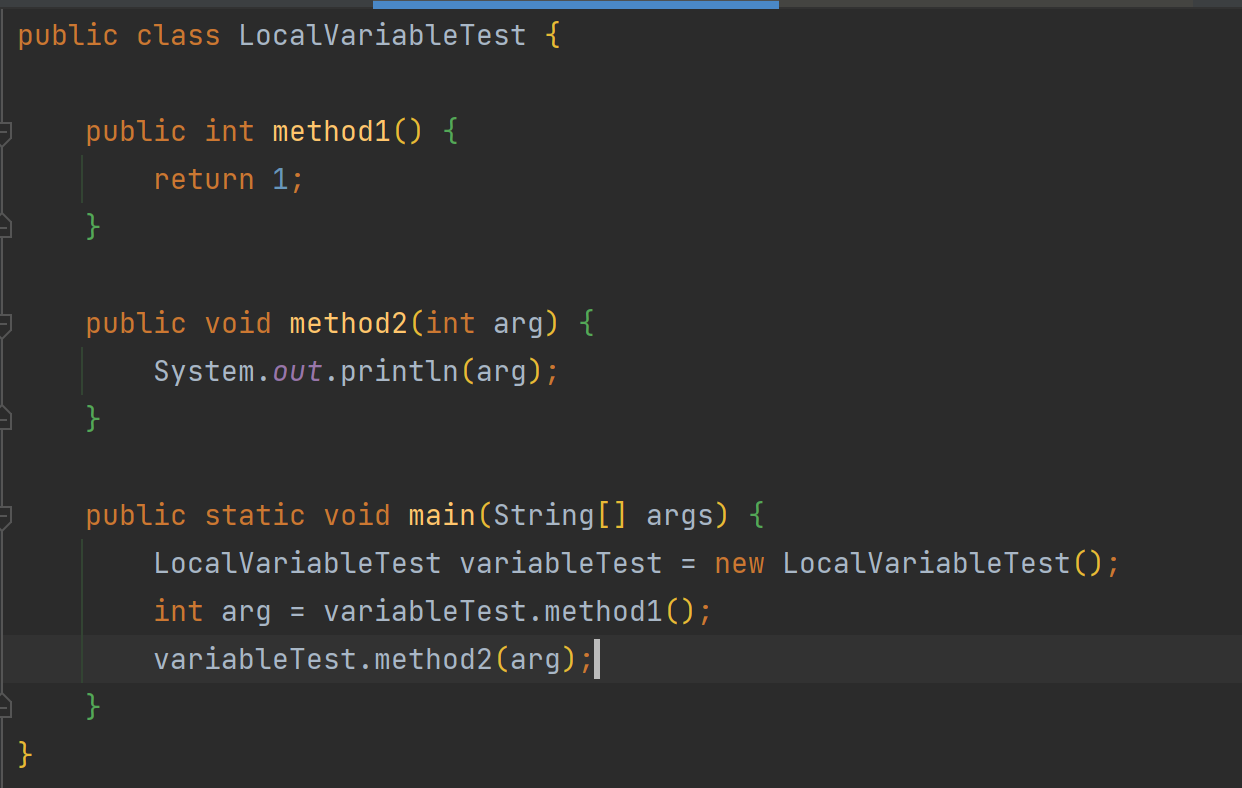 public class LocalVariableTest {
    public int method1() {
        return 1;
    }
    public void method2(int arg) {
        System.out.println(arg);
    }
    public static void main(String[] args) {
        LocalVariableTest variableTest = new LocalVariableTest();
        int arg = variableTest.method1();
        variableTest.method2(arg);
    }
}